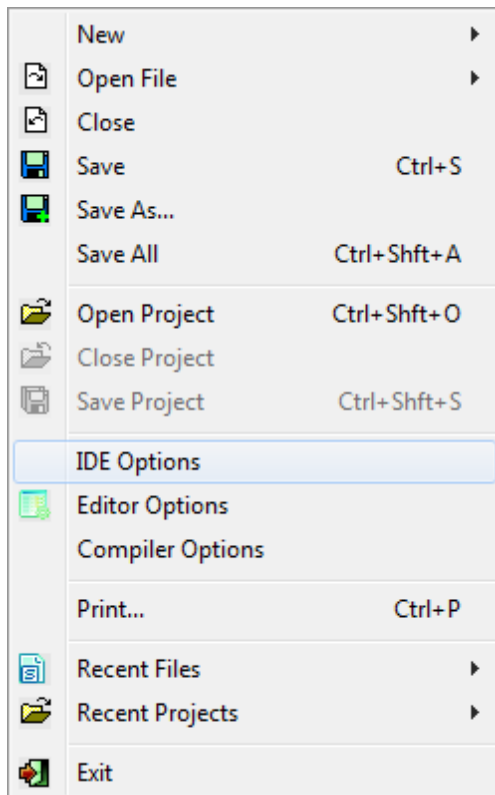 New
Open File
Close
Save Ctrl+S
Save As...
Save All Ctrl+Shft+A
Open Project Ctrl+Shft+O
Close Project
Save Project Ctrl+Shft+S
IDE Options
Editor Options
Compiler Options
Print... Ctrl+P
Recent Files
Recent Projects
Exit